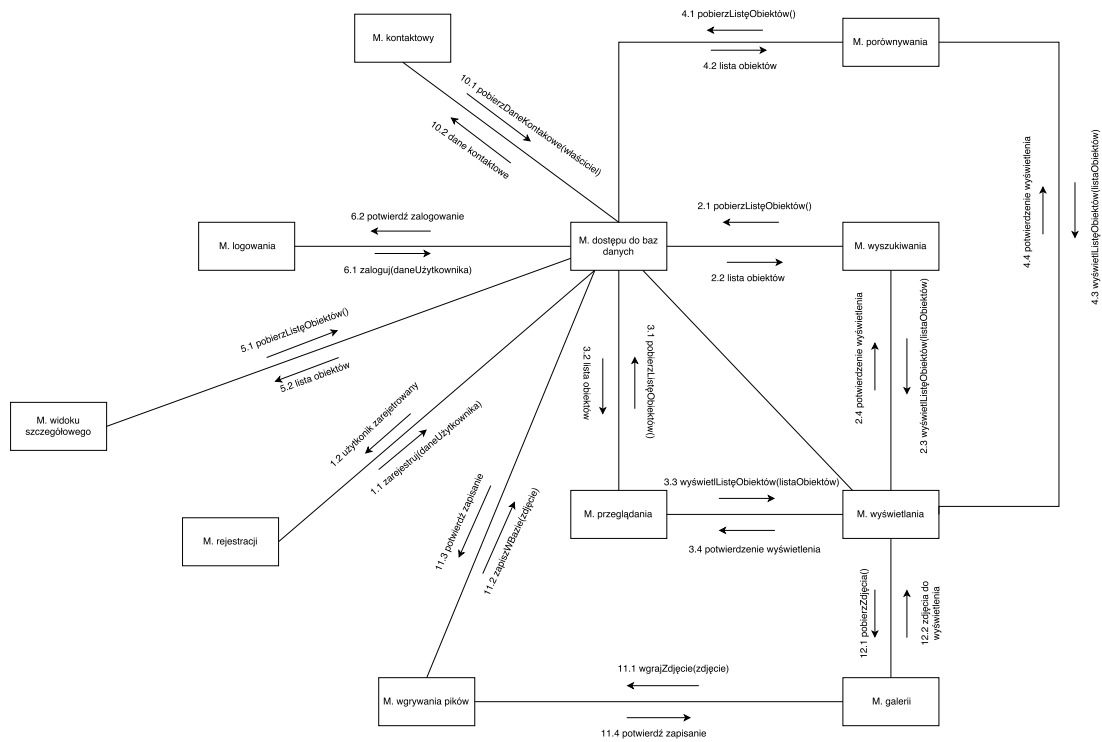 4.1 pobierzListęObiektów()
M. kontaktowy
M. porównywania
4.2 lista obiektów
10.1 pobierzDaneKontakowe(właściciel)
10.2 dane kontaktowe
4.4 potwierdzenie wyświetlenia
4.3 wyświetlListęObiektów(listaObiektów)
6.2 potwierdź zalogowanie
2.1 pobierzListęObiektów()
M. logowania
M. dostępu do baz
danych
M. wyszukiwania
6.1 zaloguj(daneUżytkownika)
2.2 lista obiektów
5.1 pobierzListęObiektów()
5.2 lista obiektów
3.2 lista obiektów
3.1 pobierzListęObiektów()
2.4 potwierdzenie wyświetlenia
2.3 wyświetlListęObiektów(listaObiektów)
M. widoku
szczegółowego
1.2 użytkonik zarejetrowany
1.1 zarejestruj(daneUżytkownika)
3.3 wyświetlListęObiektów(listaObiektów)
M. przeglądania
M. wyświetlania
3.4 potwierdzenie wyświetlenia
M. rejestracji
11.3 potwierdź zapisanie
11.2 zapiszWBazie(zdjęcie)
12.1 pobierzZdjęcia()
12.2 zdjęcia do
wyświetlenia
11.1 wgrajZdjęcie(zdjęcie)
M. wgrywania pików
M. galerii
11.4 potwierdź zapisanie